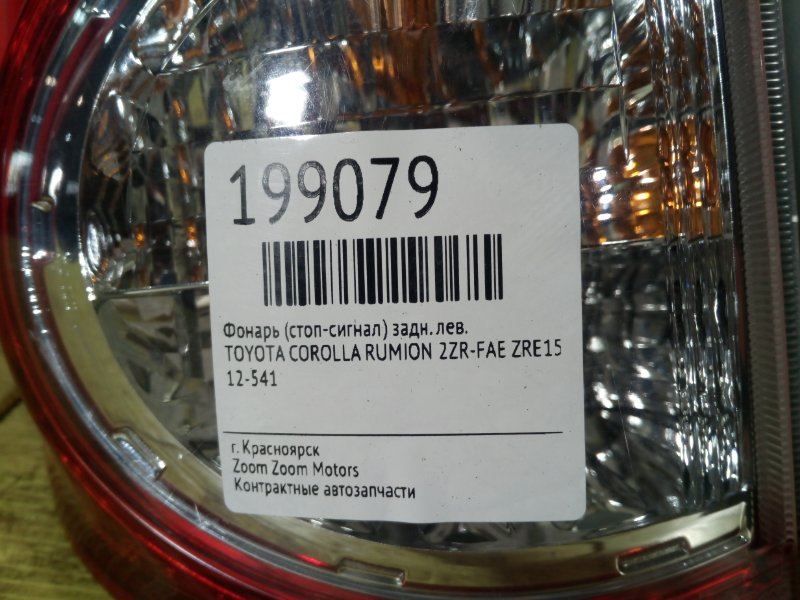 199079
Фонарь (стоп-сигнал) задн. лев.
TOYOTA COROLLA RUMION 2ZR-FAE ZRE15
12-541
г. Красноярск
Zoom Zoom Motors
Контрактные автозапчасти